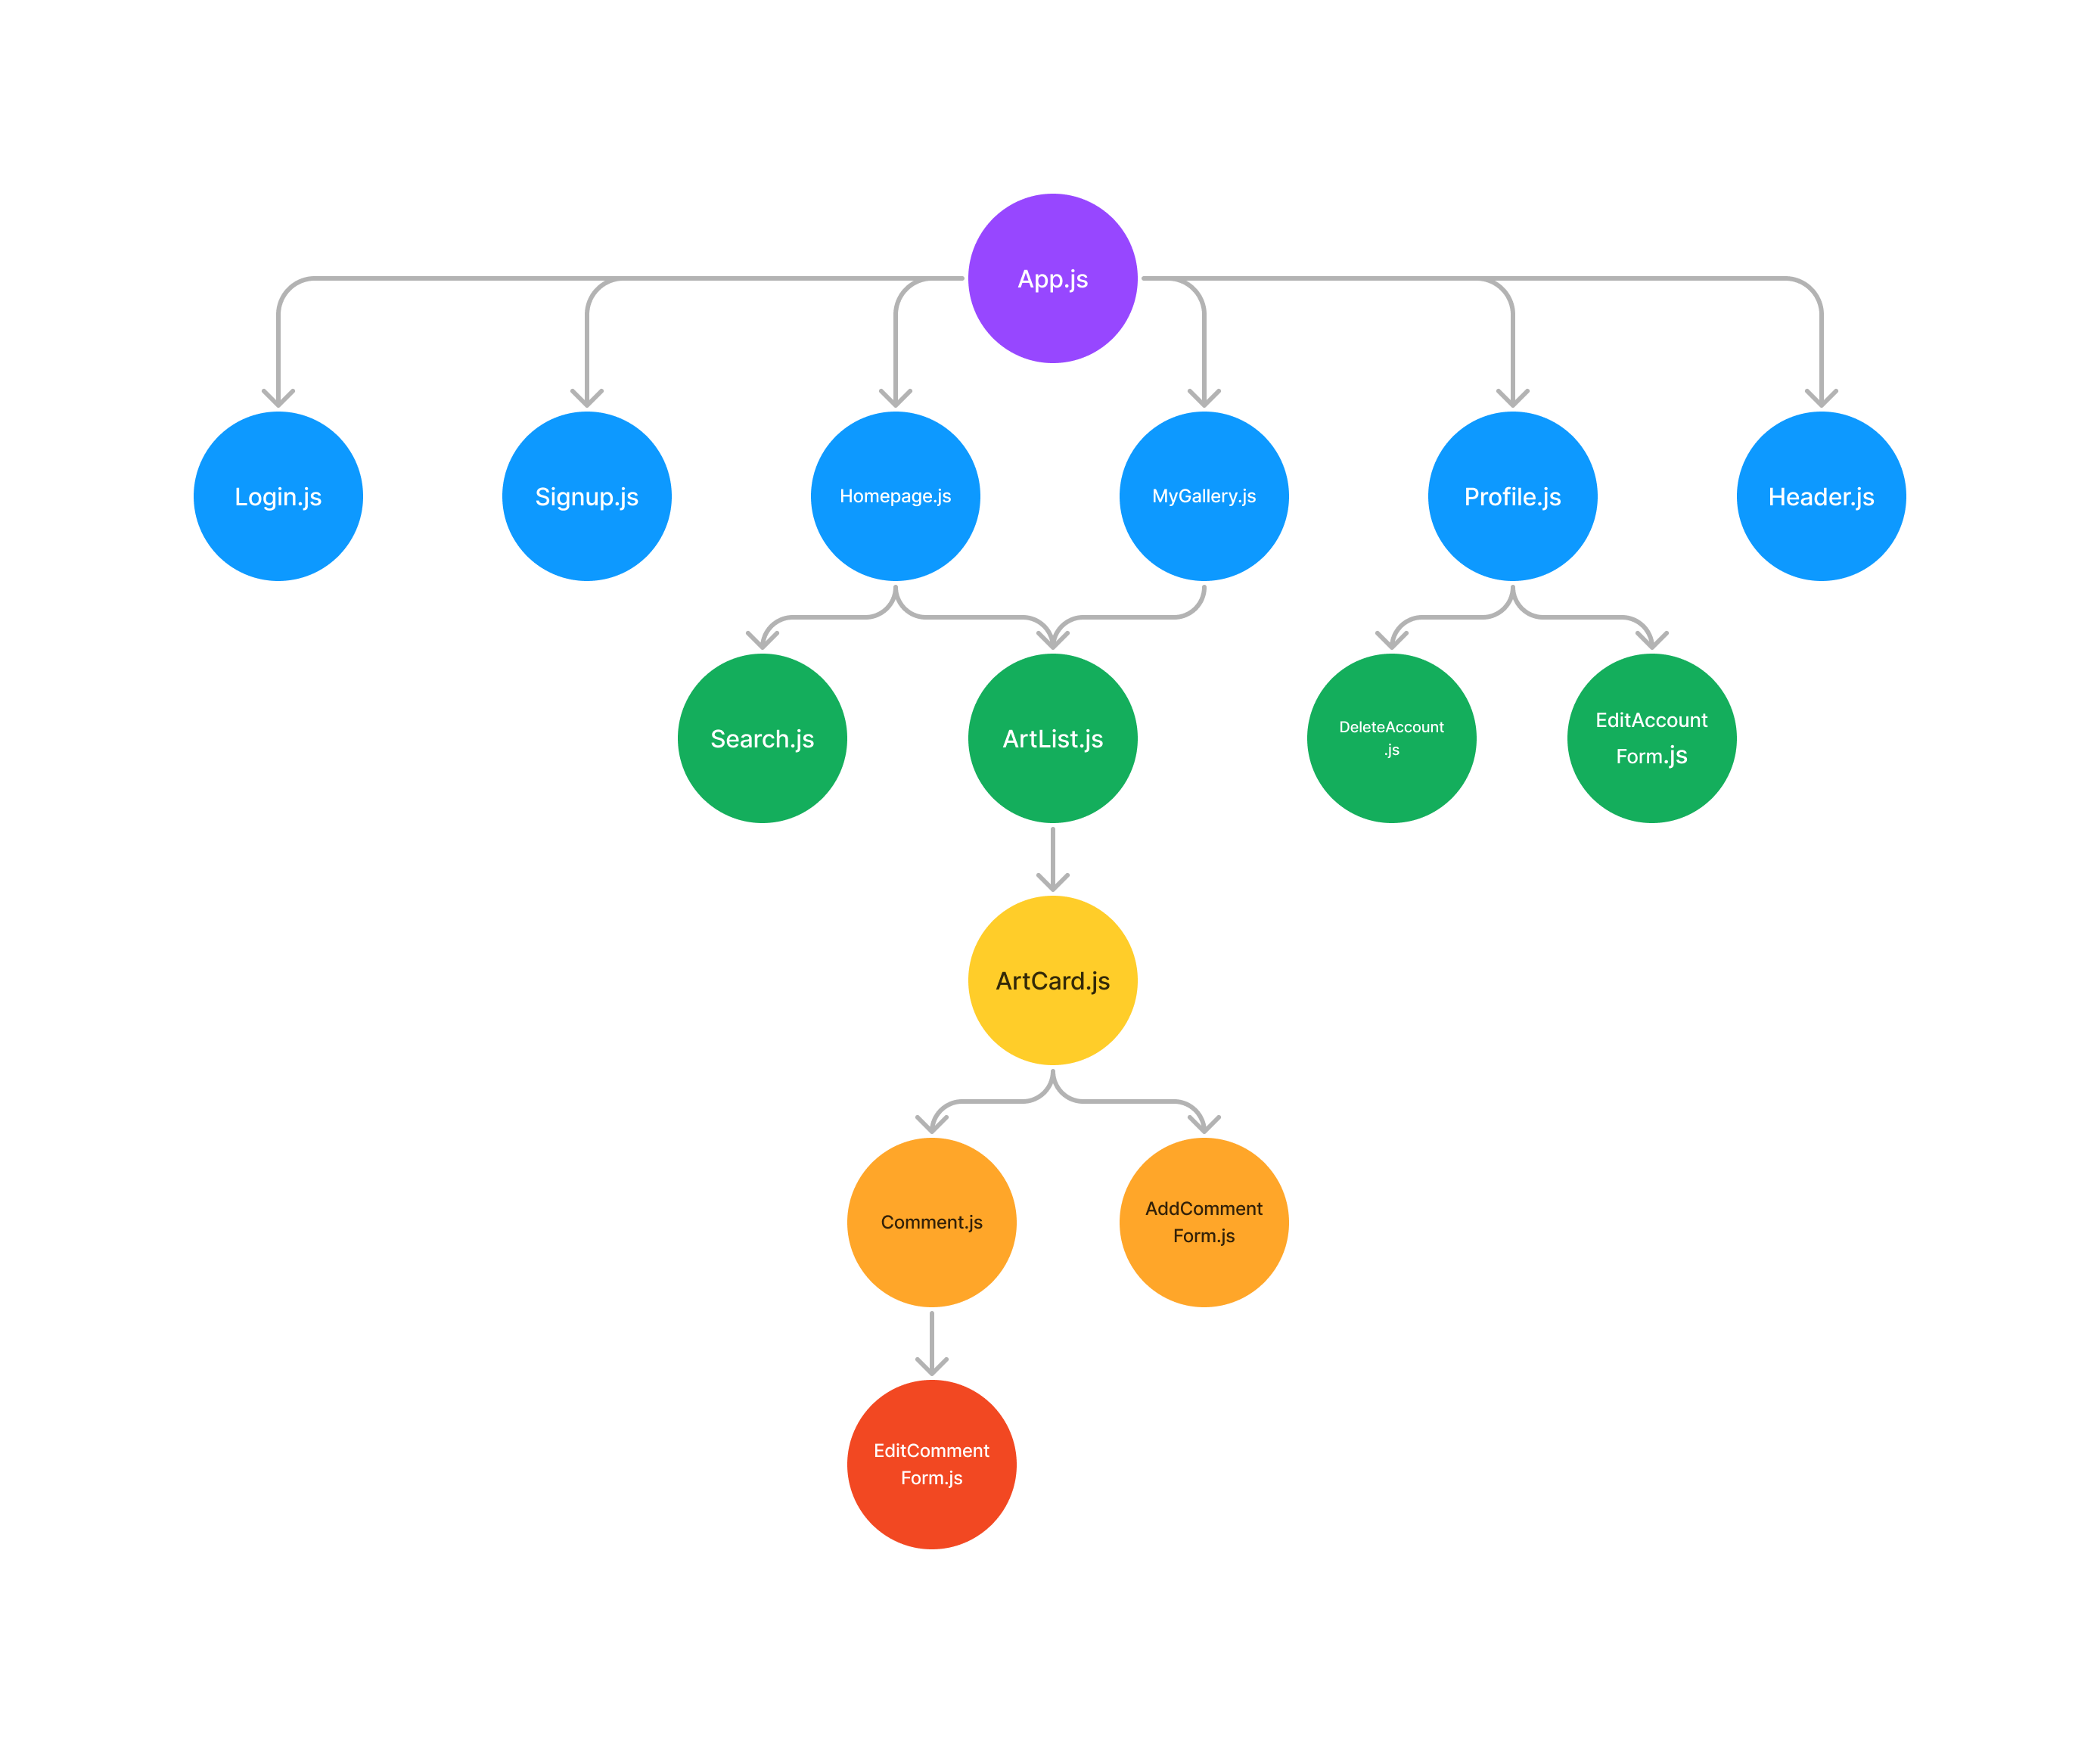 App.js
Login.js
Signup.js
Homepage.js
MyGallery.js
Profile.js
Header.js
Search.js
ArtList.js
DeleteAccount
.js
EditAccount
Form.js
ArtCard.js
Comment.js
AddComment
Form.js
EditComment
Form.js